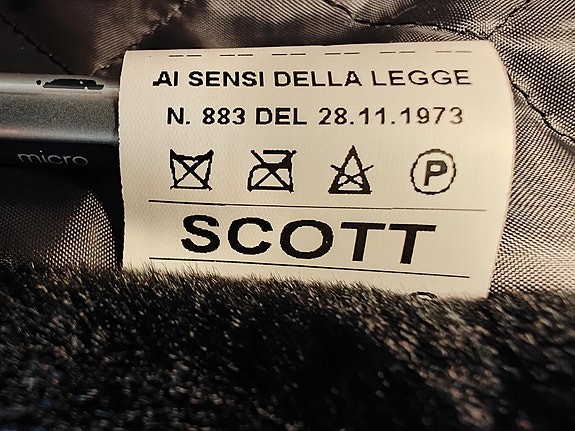 AI SENSI DELLA LEGGE
N. 883 DEL 28.11.1973
P
SCOTT
micro